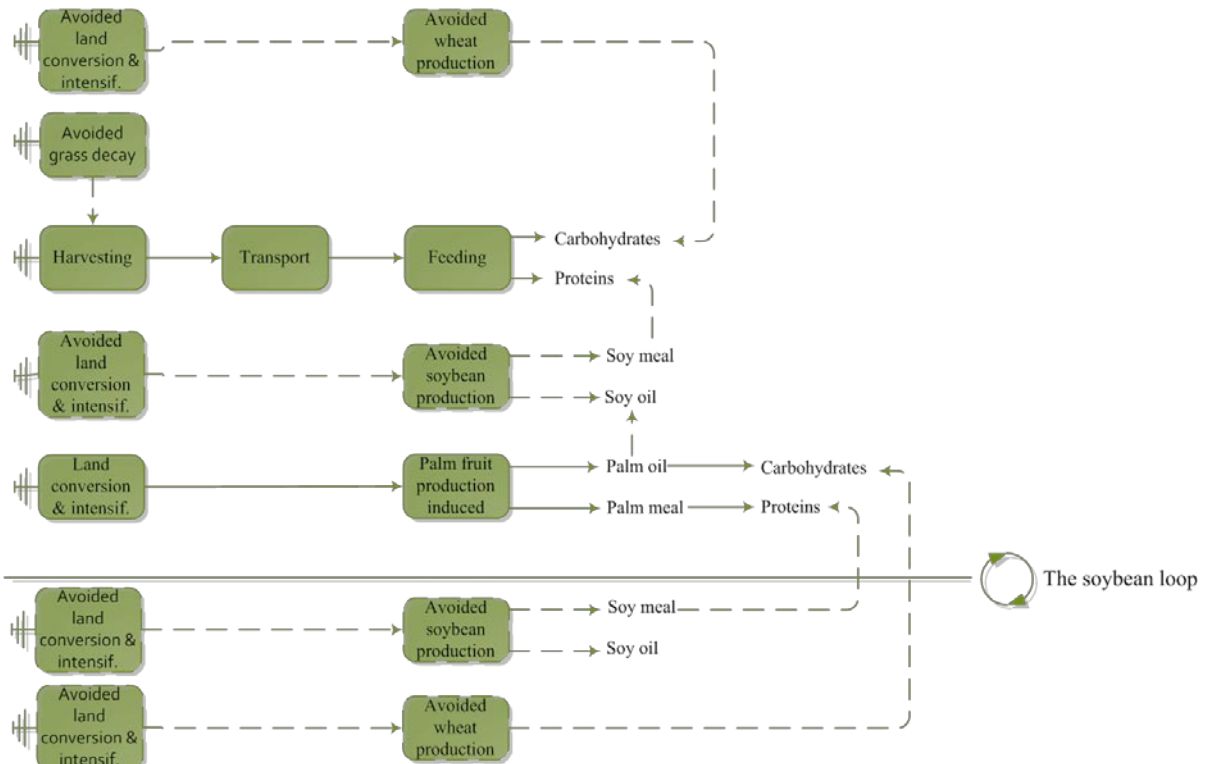 Avoided
land
conversion &
intensif.
Avoided
wheat
production
Avoided
grass decay
Harvesting
Transport
Feeding
Carbohydrates
Proteins
Avoided
land
conversion
& intensif.
Avoided
soybean
production
Soy meal
Soy oil
Land
conversion
& intensif.
Palm fruit
production
induced
Palm oil
Carbohydrates
Palm meal
Proteins
The soybean loop
Avoided
land
conversion &
intensif.
Avoided
soybean
production
Soy meal
Soy oil
Avoided
land
conversion &
intensif.
Avoided
wheat
production